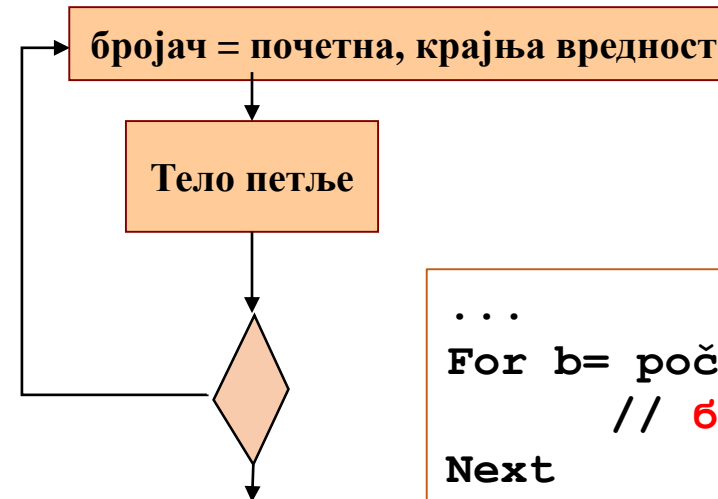 бројач = почетна, крајња вредност
Тело петље
...
For b= poč
// б
Next